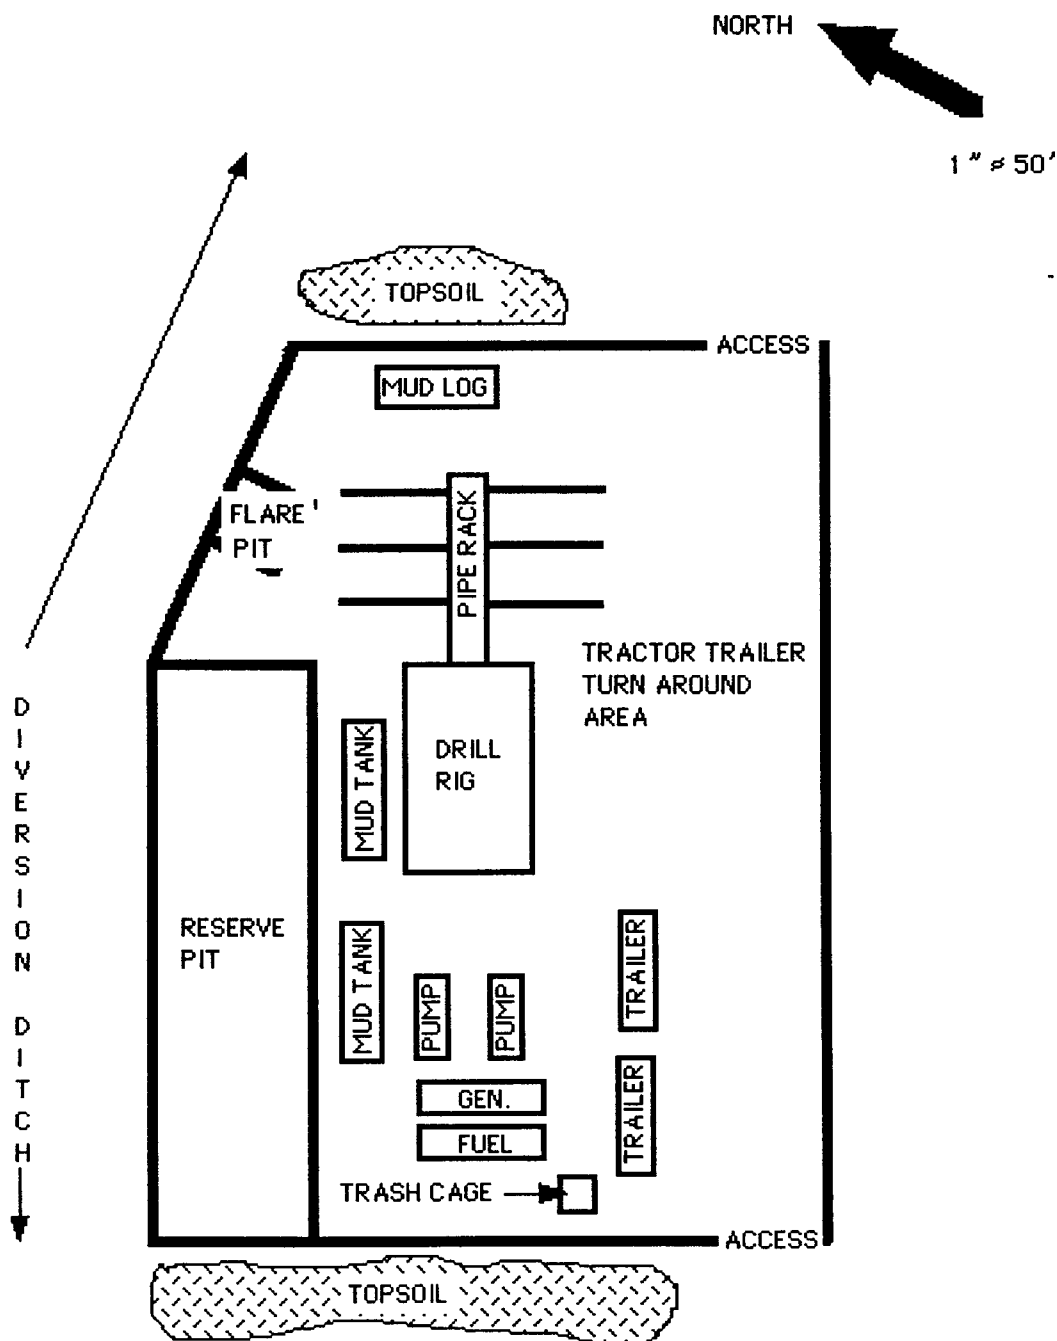 NORTH
1" ≠ 50'
TOPSOIL
ACCESS
MUD LOG
FLARE
PIT
PIPE RACK
TRACTOR TRAILER
TURN AROUND
AREA
DIVERSION DITCH
MUD TANK
DRILL
RIG
RESERVE
PIT
MUD TANK
PUMP
PUMP
TRAILER
GEN.
FUEL
TRAILER
TRASH CAGE
ACCESS
TOPSOIL